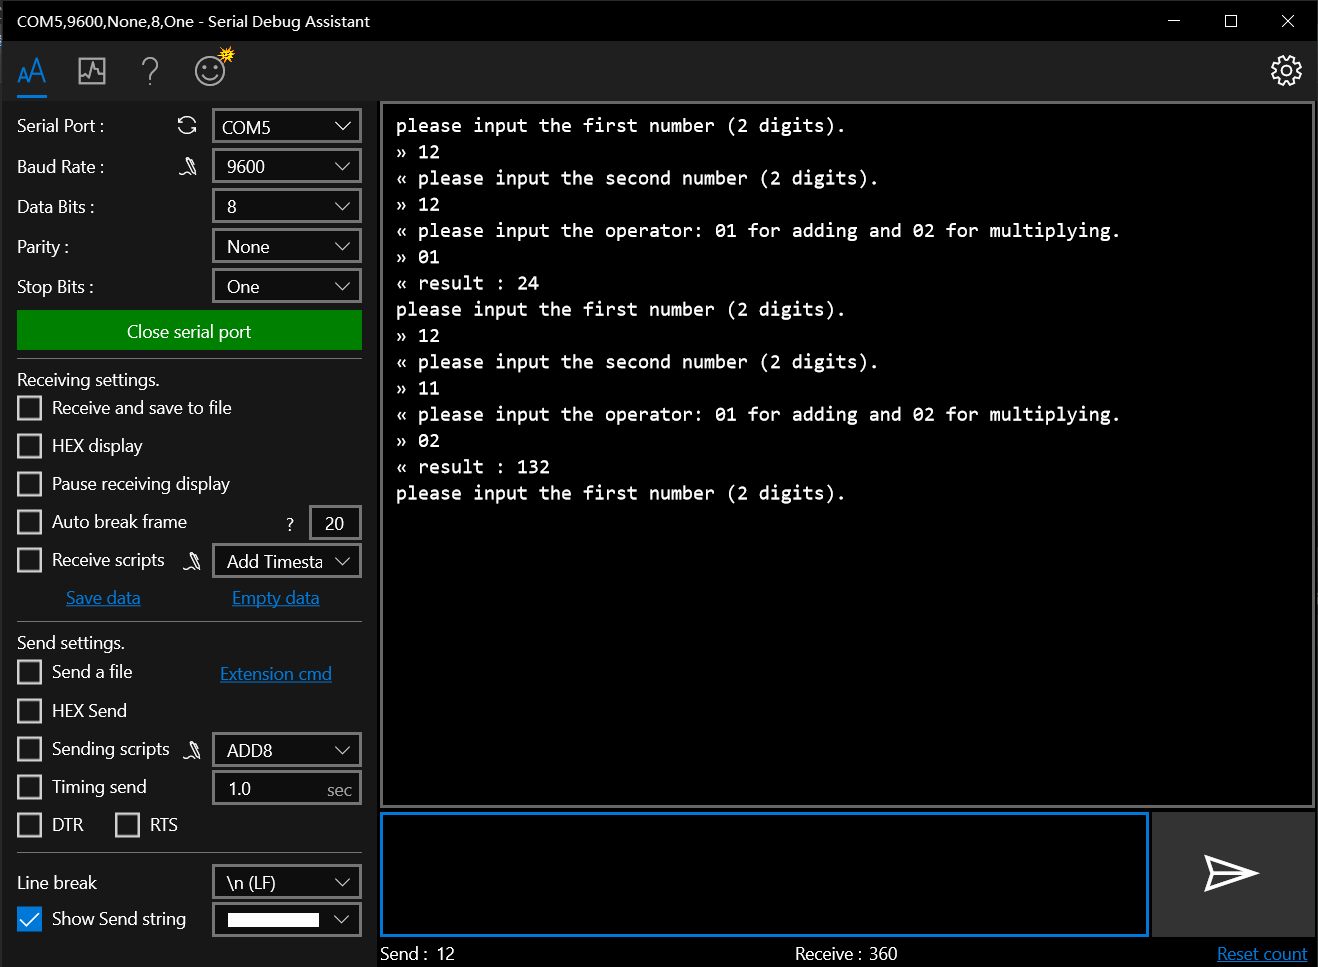 COM5,9600,None,8,One - Serial Debug Assistant
Serial Port :
COM5
Baud Rate :
9600
Data Bits :
8
Parity :
None
Stop Bits :
One
Close serial port
Receiving settings.
Receive and save to file
HEX display
Pause receiving display
Auto break frame
?
20
Receive scripts
Add Timesta
Save data
Empty data
Send settings.
Send a file
Extension cmd
HEX Send
Sending scripts
ADD8
Timing send
1.0
sec
DTR
RTS
Line break
\n (LF)
Show Send string
please input the first number (2 digits).
» 12
« please input the second number (2 digits).
» 12
« please input the operator: 01 for adding and 02 for multiplying.
» 01
« result : 24
please input the first number (2 digits).
» 12
« please input the second number (2 digits).
» 11
« please input the operator: 01 for adding and 02 for multiplying.
» 02
« result : 132
please input the first number (2 digits).
Send : 12
Receive : 360
Reset count